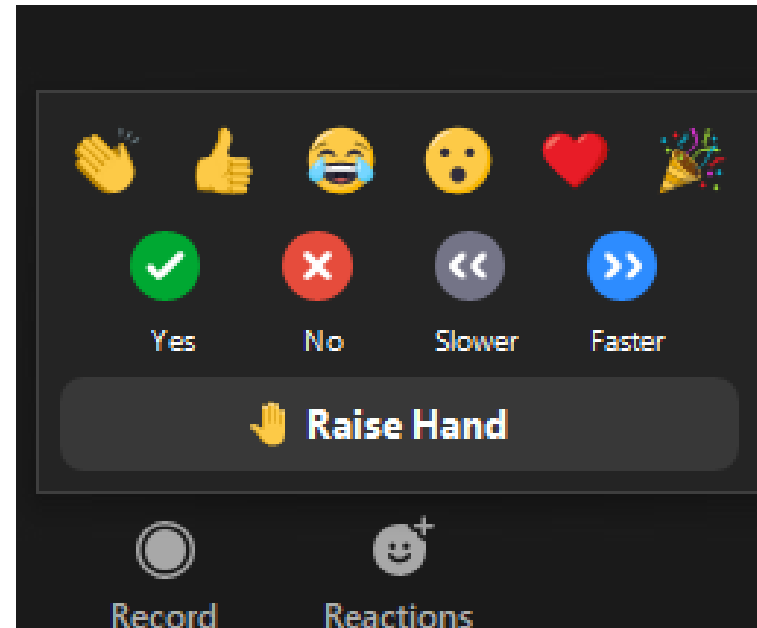 Yes No Slower Faster
Raise Hand
Record Reactions